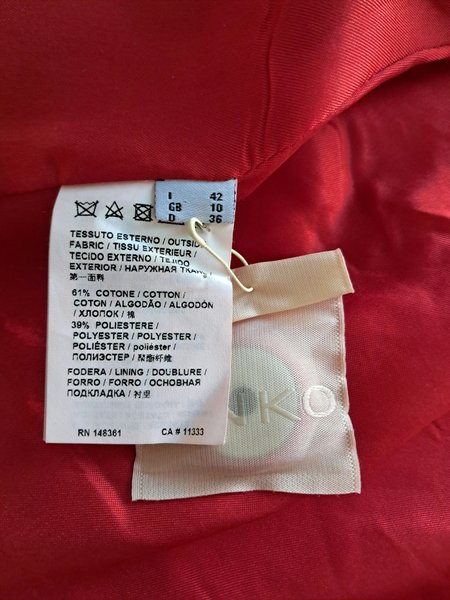 I 42
GB 10
D 36
TESSUTO ESTERNO / OUTSIDE
FABRIC / TISSU EXTERIEUR /
TECIDO EXTERNO / TEJIDO
EXTERIOR / НАРУЖНАЯ ТКАНЬ
第一面料
61% COTONE / COTTON /
COTON / ALGODÃO / ALGODÓN
/ ХЛОПОК / 棉
39% POLIESTERE /
POLYESTER / POLYESTER /
POLIÉSTER / poliéster /
ПОЛИЭСТЕР / 聚酯纤维
FODERA / LINING / DOUBLURE /
FORRO / FORRO / ОСНОВНАЯ
ПОДКЛАДКА / 衬里
RN 148361 CA # 11333
NKO